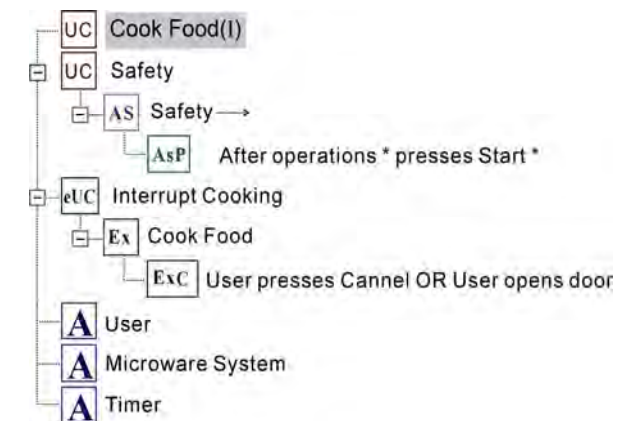 UC Cook Food(I)
UC Safety
AS Safety→
AsP After operations * presses Start *
eUC Interrupt Cooking
Ex Cook Food
ExC User presses Cannel OR User opens door
A User
A Microware System
A Timer